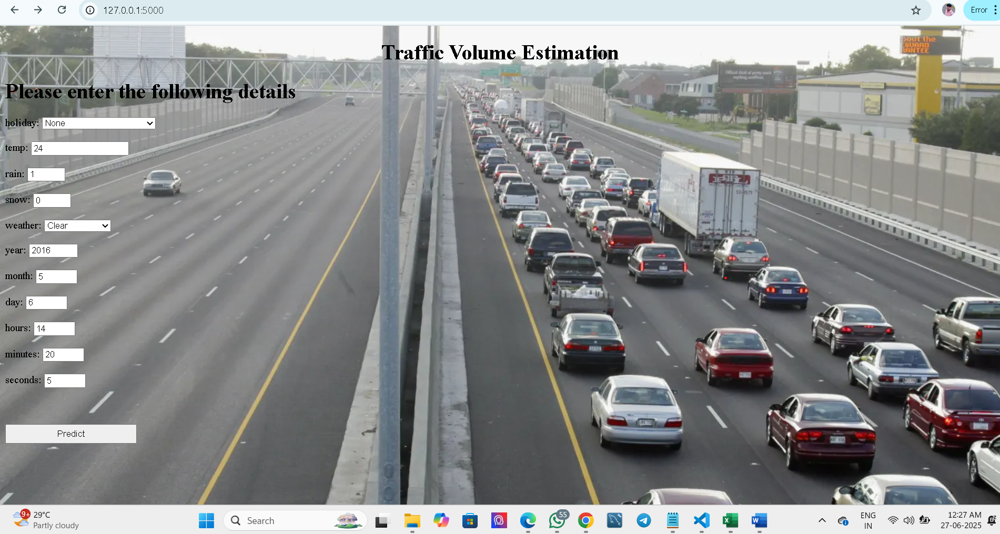 127.0.0.1:5000
Error
Traffic Volume Estimation
Please enter the following details
holiday: None
temp: 24
rain: 1
snow: 0
weather: Clear
year: 2016
month: 5
day: 6
hours: 14
minutes: 20
seconds: 5
Predict
9+
29°C
Partly cloudy
Search
55
ENG
IN
12:27 AM
27-06-2025